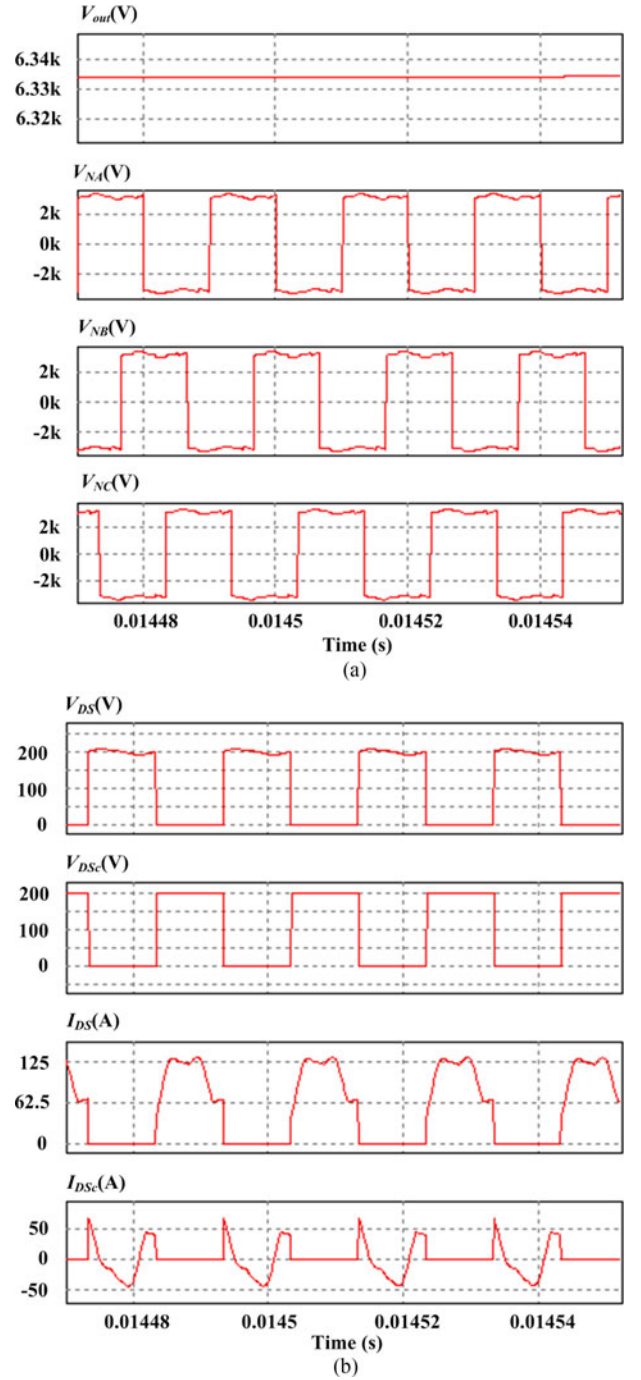 Vout(V)
6.34k
6.33k
6.32k
VNA(V)
2k
0k
-2k
VNB(V)
2k
0k
-2k
VNC(V)
2k
0k
-2k
0.01448 0.0145 0.01452 0.01454
Time (s)
(a)
VDS(V)
200
100
0
VDSc(V)
200
100
0
IDS(A)
125
62.5
0
IDSc(A)
50
0
-50
0.01448 0.0145 0.01452 0.01454
Time (s)
(b)